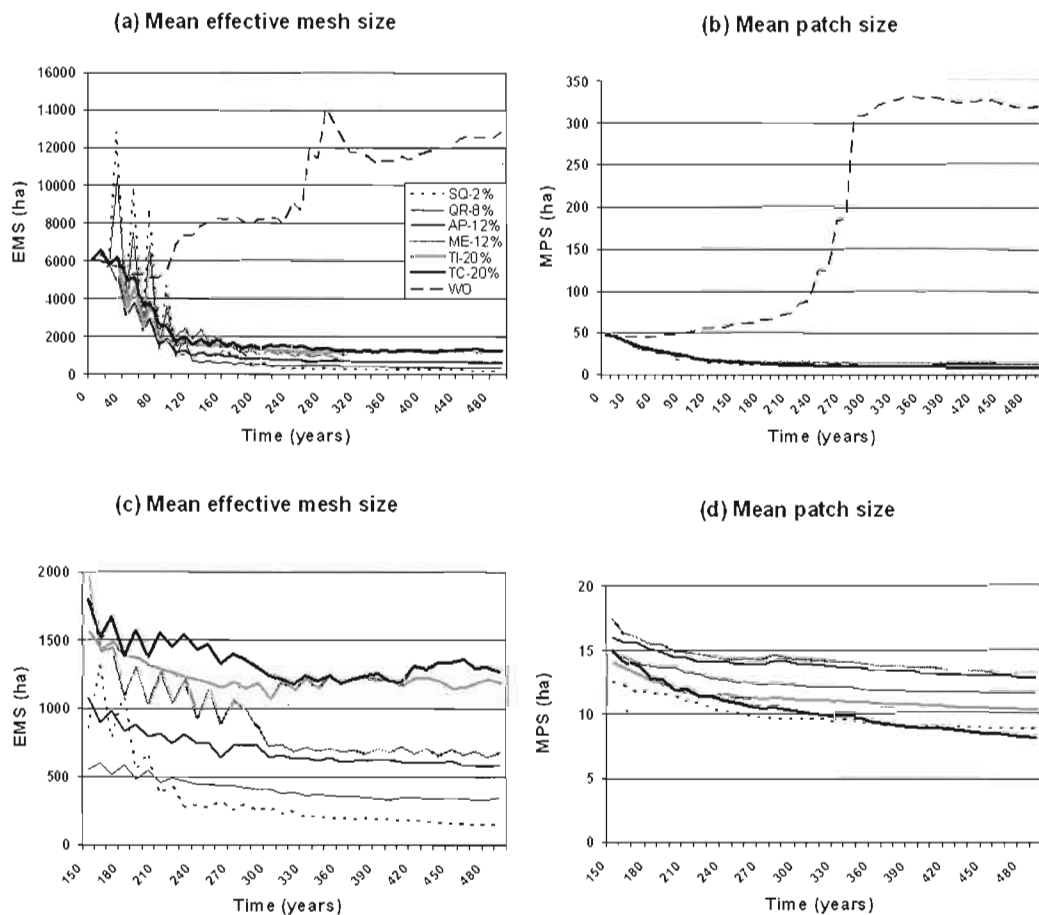 (a) Mean effective mesh size
EMS (ha)
16000
14000
12000
10000
8000
6000
4000
2000
0
0 40 80 120 160 200 240 280 320 360 400 440 480
Time (years)
SQ-2%
QR-8%
AP-12%
ME-12%
TI-20%
TC-20%
WO
(b) Mean patch size
MPS (ha)
350
300
250
200
150
100
50
0
0 30 60 90 120 150 180 210 240 270 300 330 360 390 420 450 480
Time (years)
(c) Mean effective mesh size
EMS (ha)
2000
1500
1000
500
0
150 180 210 240 270 300 330 360 390 420 450 480
Time (years)
(d) Mean patch size
MPS (ha)
20
15
10
5
0
150 180 210 240 270 300 330 360 390 420 450 480
Time (years)